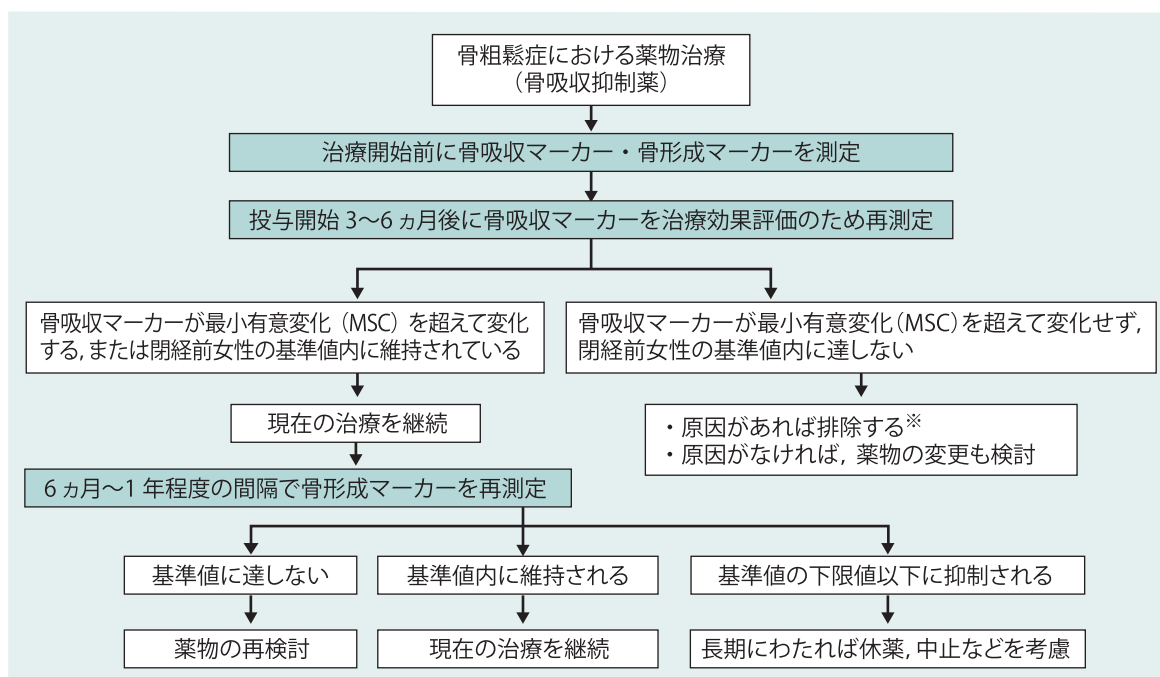 骨粗鬆症における薬物治療
（骨吸収抑制薬）
治療開始前に骨吸収マーカー・骨形成マーカーを測定
投与開始 3～6 ヵ月後に骨吸収マーカーを治療効果評価のため再測定
骨吸収マーカーが最小有意変化（MSC）を超えて変化
する，または閉経前女性の基準値内に維持されている
骨吸収マーカーが最小有意変化（MSC）を超えて変化せず，
閉経前女性の基準値内に達しない
現在の治療を継続
・原因があれば排除する※
・原因がなければ，薬物の変更も検討
6 ヵ月～1 年程度の間隔で骨形成マーカーを再測定
基準値に達しない
基準値内に維持される
基準値の下限値以下に抑制される
薬物の再検討
現在の治療を継続
長期にわたれば休薬，中止などを考慮